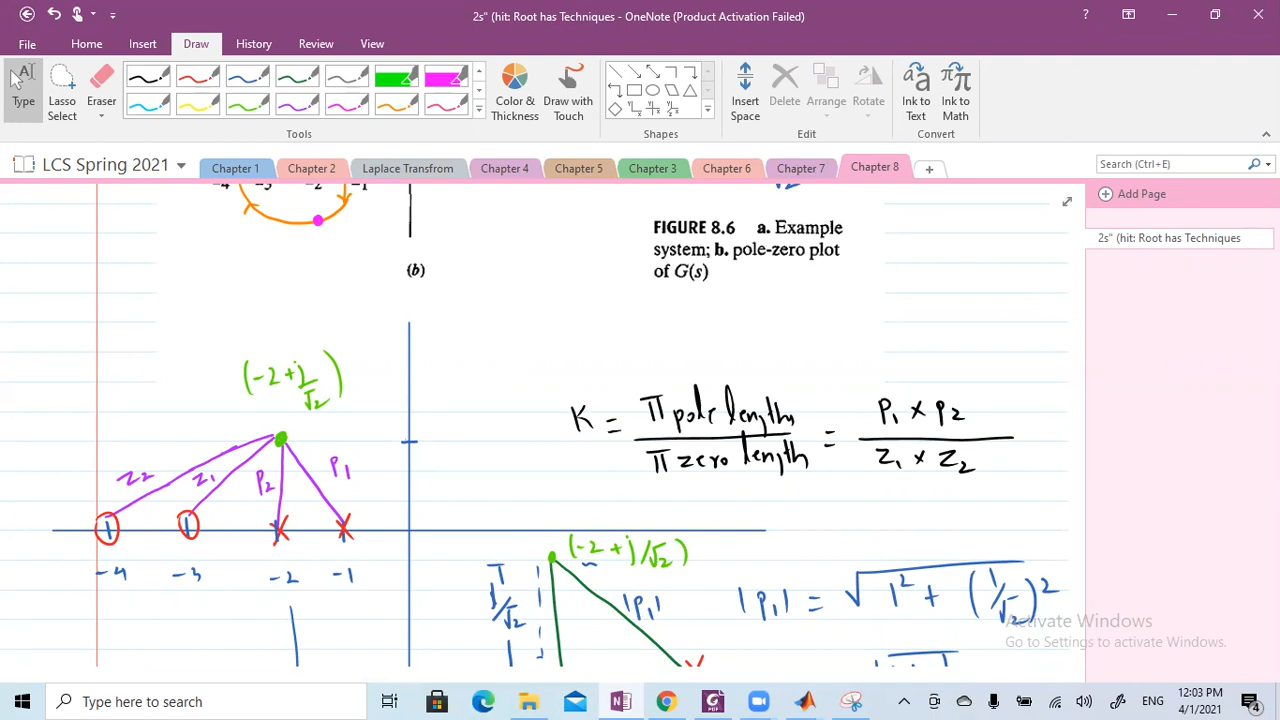 2s" (hit: Root has Techniques - OneNote (Product Activation Failed)
File Home Insert Draw History Review View
Type
Lasso Select
Eraser
Color & Thickness
Draw with Touch
Insert Space
Delete
Arrange
Rotate
Ink to Text
Ink to Math
Tools
Shapes
Edit
Convert
LCS Spring 2021
Chapter 1 Chapter 2 Laplace Transfrom Chapter 4 Chapter 5 Chapter 3 Chapter 6 Chapter 7 Chapter 8
Search (Ctrl+E)
Add Page
2s" (hit: Root has Techniques
-4 -3 -2 -1
√2
(b)
FIGURE 8.6 a. Example
system; b. pole-zero plot
of G(s)
(-2 + j/√2)
K = π pole length / π zero length = P1 × P2 / Z1 × Z2
Z2 Z1 P2 P1
-4 -3 -2 -1
(-2 + j/√2)
1/√2
|P1|
|P1| = √ 1² + (1/√2)²
Activate Windows
Go to Settings to activate Windows.
Type here to search
ENG
12:03 PM
4/1/2021
4